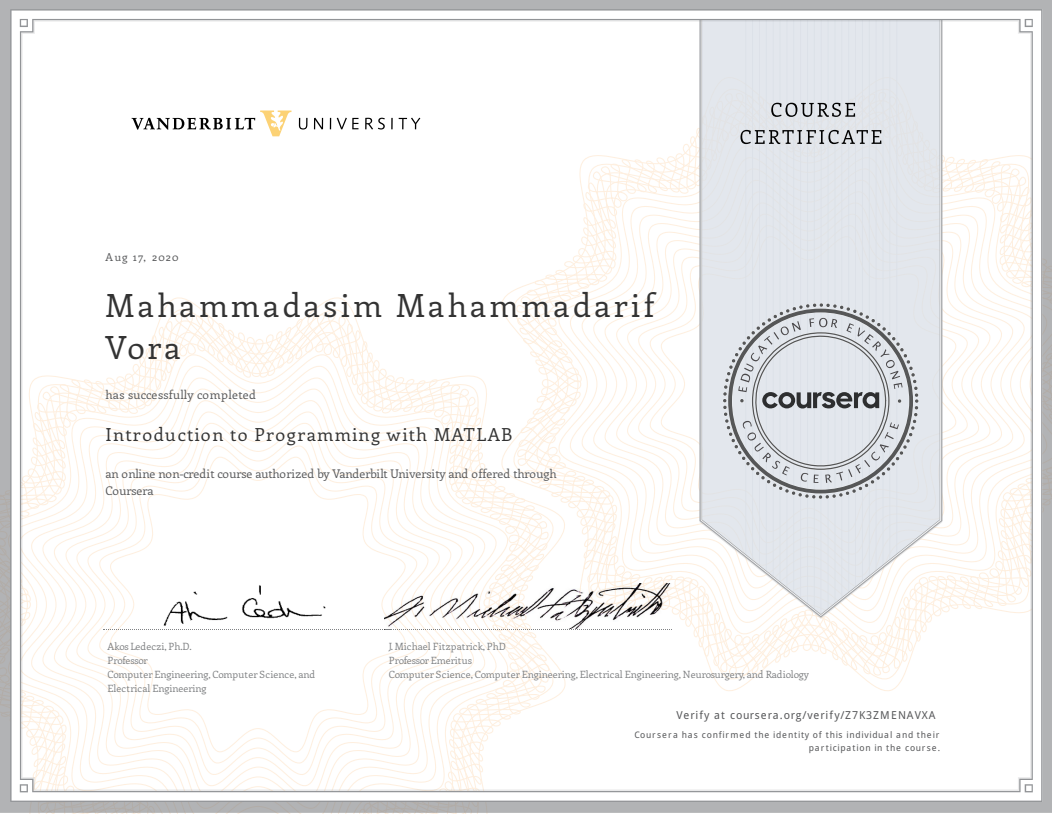 VANDERBILT V UNIVERSITY
COURSE
CERTIFICATE
Aug 17, 2020
Mahammadasim Mahammadarif
Vora
has successfully completed
Introduction to Programming with MATLAB
an online non-credit course authorized by Vanderbilt University and offered through
Coursera
EDUCATION FOR EVERYONE
coursera
COURSE CERTIFICATE
J. Michael Fitzpatrick
Akos Ledeczi, Ph.D.
Professor
Computer Engineering, Computer Science, and
Electrical Engineering
J. Michael Fitzpatrick, PhD
Professor Emeritus
Computer Science, Computer Engineering, Electrical Engineering, Neurosurgery, and Radiology
Verify at coursera.org/verify/Z7K3ZMENAVXA
Coursera has confirmed the identity of this individual and their
participation in the course.